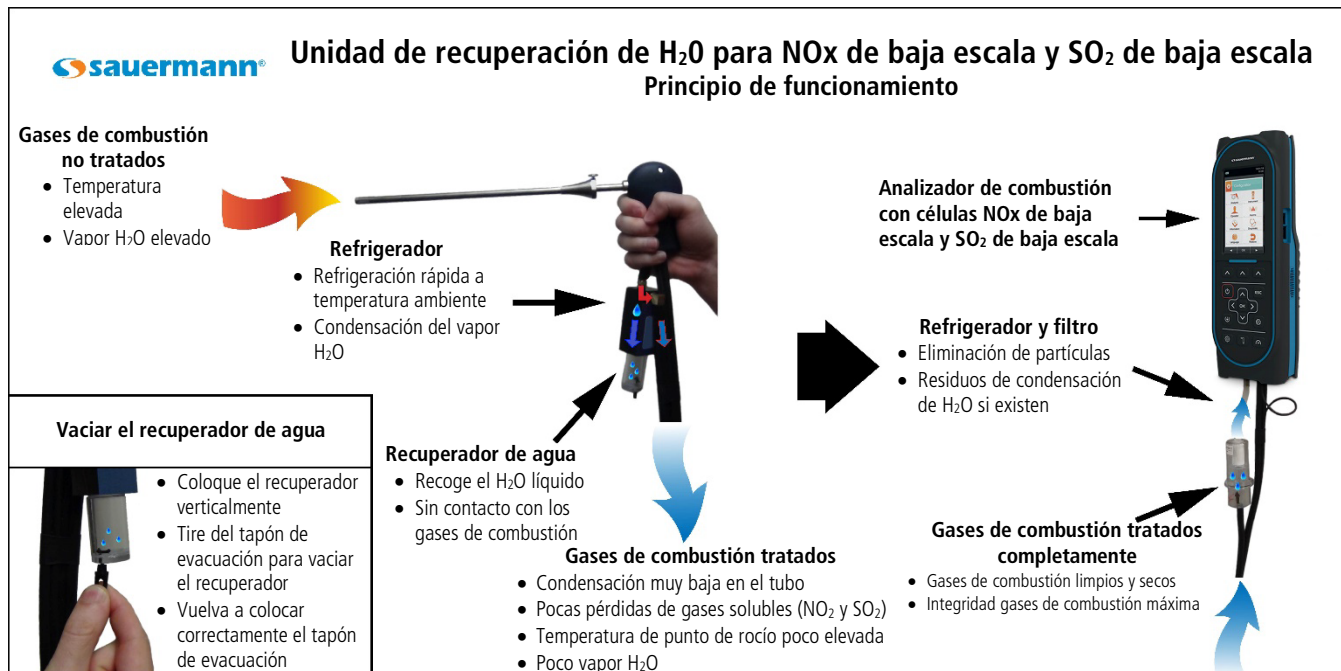 sauermann®
Unidad de recuperación de H₂0 para NOx de baja escala y SO₂ de baja escala
Principio de funcionamiento
Gases de combustión
no tratados
• Temperatura
elevada
• Vapor H₂O elevado
Refrigerador
• Refrigeración rápida a
temperatura ambiente
• Condensación del vapor
H₂O
Analizador de combustión
con células NOx de baja
escala y SO₂ de baja escala
Refrigerador y filtro
• Eliminación de partículas
• Residuos de condensación
de H₂O si existen
Vaciar el recuperador de agua
• Coloque el recuperador
verticalmente
• Tire del tapón de
evacuación para vaciar
el recuperador
• Vuelva a colocar
correctamente el tapón
de evacuación
Recuperador de agua
• Recoge el H₂O líquido
• Sin contacto con los
gases de combustión
Gases de combustión tratados
• Condensación muy baja en el tubo
• Pocas pérdidas de gases solubles (NO₂ y SO₂)
• Temperatura de punto de rocío poco elevada
• Poco vapor H₂O
Gases de combustión tratados
completamente
• Gases de combustión limpios y secos
• Integridad gases de combustión máxima
sauermann
ESC
OK